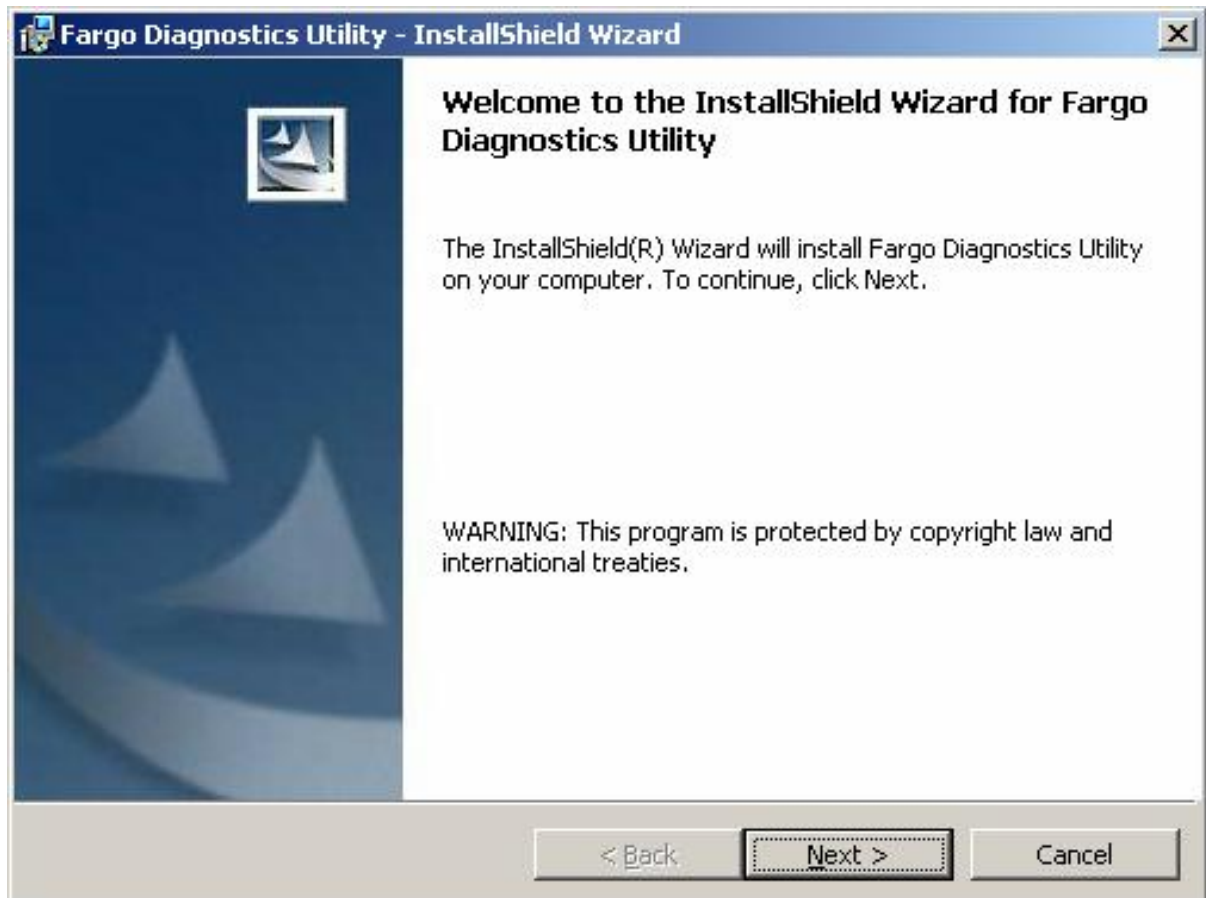 Fargo Diagnostics Utility - InstallShield Wizard
Welcome to the InstallShield Wizard for Fargo
Diagnostics Utility
The InstallShield(R) Wizard will install Fargo Diagnostics Utility
on your computer. To continue, click Next.
WARNING: This program is protected by copyright law and
international treaties.
< Back
Next >
Cancel